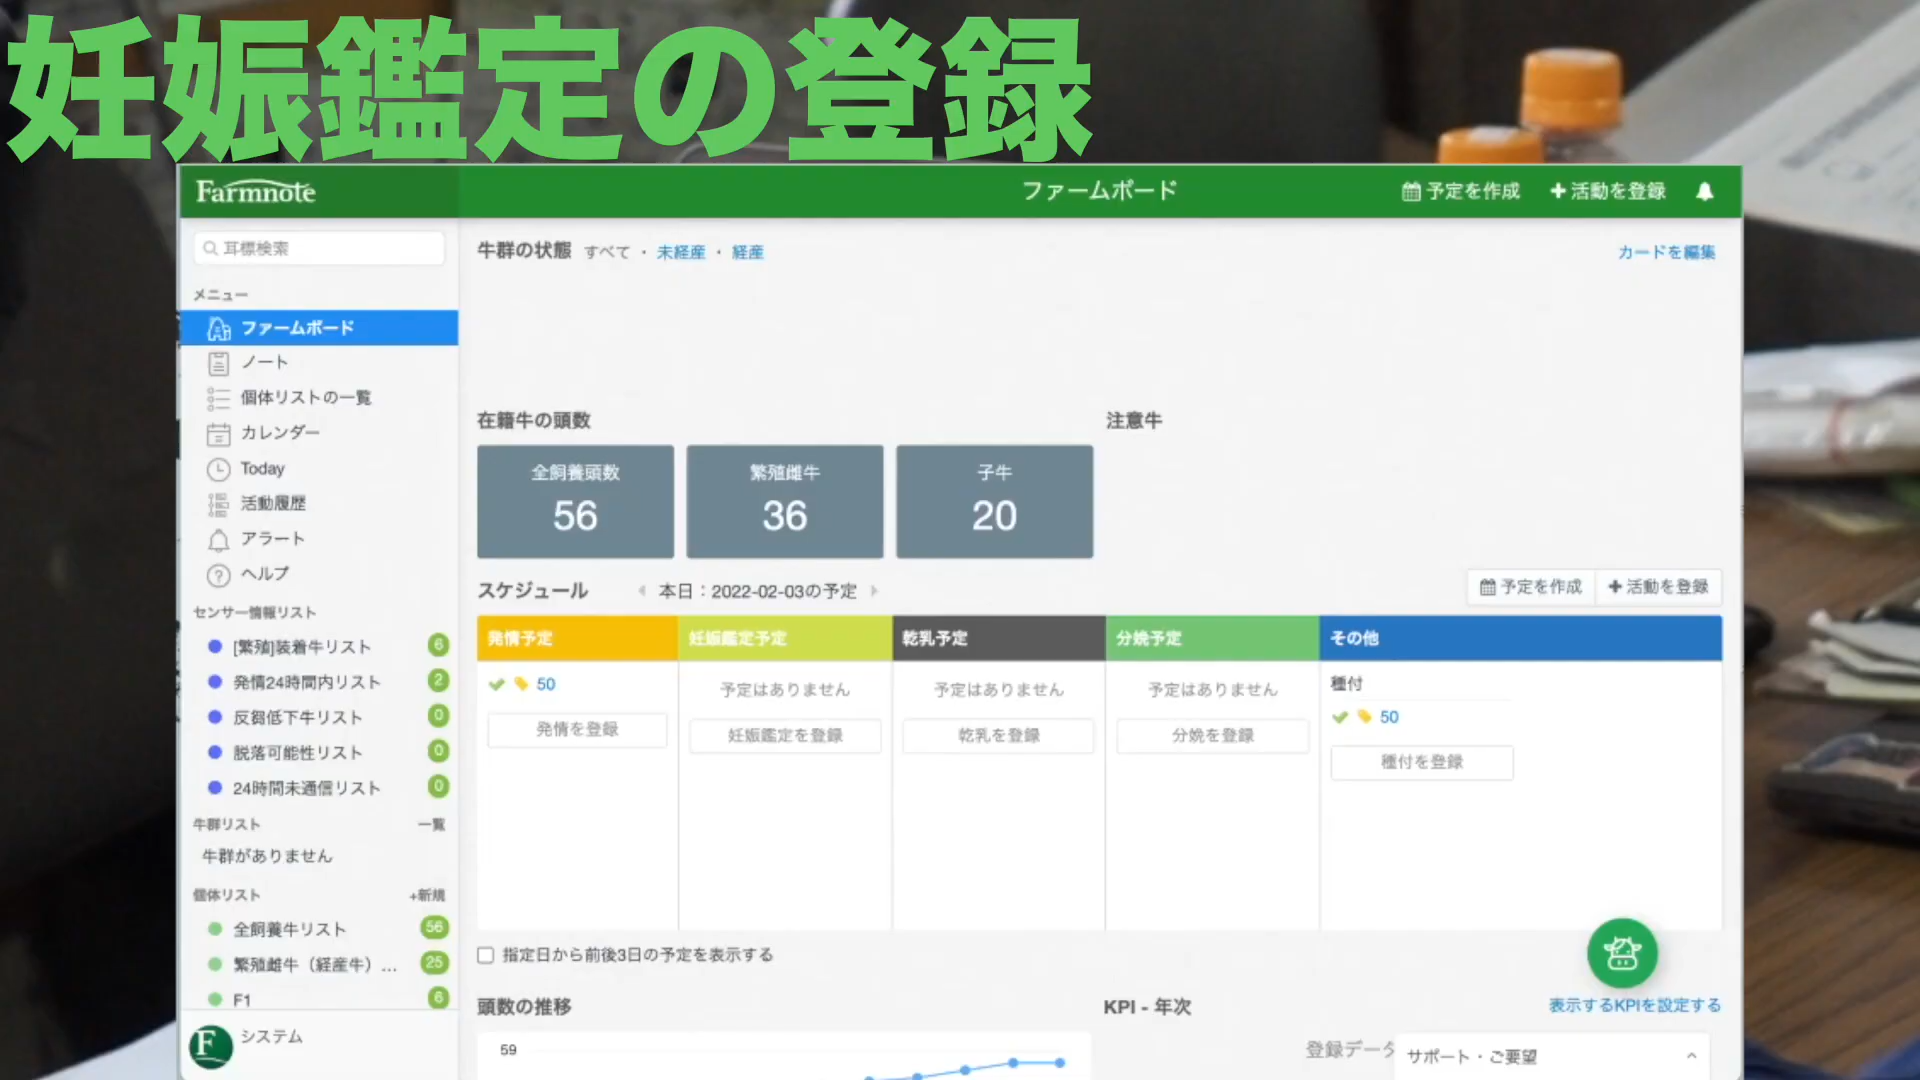 妊娠鑑定の登録
Farmnote
ファームボード
予定を作成
活動を登録
耳標検索
牛群の状態 すべて ・ 未経産 ・ 経産
カードを編集
メニュー
ファームボード
ノート
個体リストの一覧
カレンダー
Today
活動履歴
アラート
ヘルプ
センサー情報リスト
[繁殖]装着牛リスト 6
発情24時間内リスト 2
反芻低下牛リスト 0
脱落可能性リスト 0
24時間未通信リスト 0
牛群リスト 一覧
牛群がありません
個体リスト +新規
全飼養牛リスト 56
繁殖雌牛（経産牛）... 25
F1 6
システム
在籍牛の頭数
注意牛
全飼養頭数
56
繁殖雌牛
36
子牛
20
スケジュール
本日：2022-02-03の予定
予定を作成
活動を登録
発情予定
妊娠鑑定予定
乾乳予定
分娩予定
その他
50
発情を登録
予定はありません
妊娠鑑定を登録
予定はありません
乾乳を登録
予定はありません
分娩を登録
種付
50
種付を登録
指定日から前後3日の予定を表示する
頭数の推移
59
KPI - 年次
表示するKPIを設定する
登録データ
サポート・ご要望